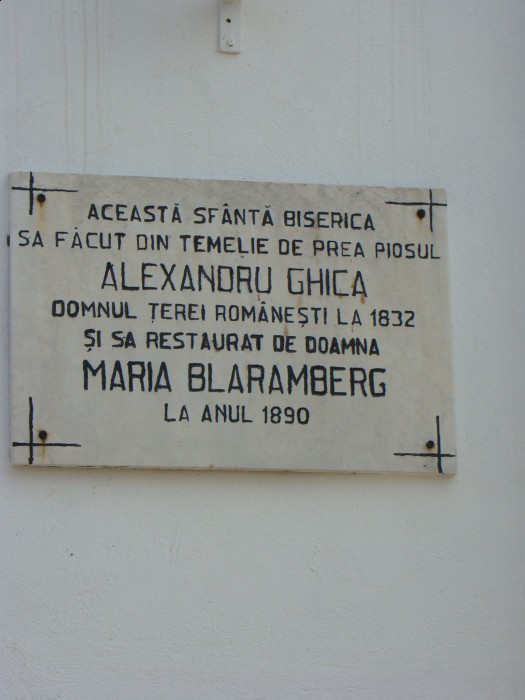 ACEASTĂ SFÂNTĂ BISERICA
SA FĂCUT DIN TEMELIE DE PREA PIOSUL
ALEXANDRU GHICA
DOMNUL ȚEREI ROMÂNEȘTI LA 1832
ȘI SA RESTAURAT DE DOAMNA
MARIA BLARAMBERG
LA ANUL 1890